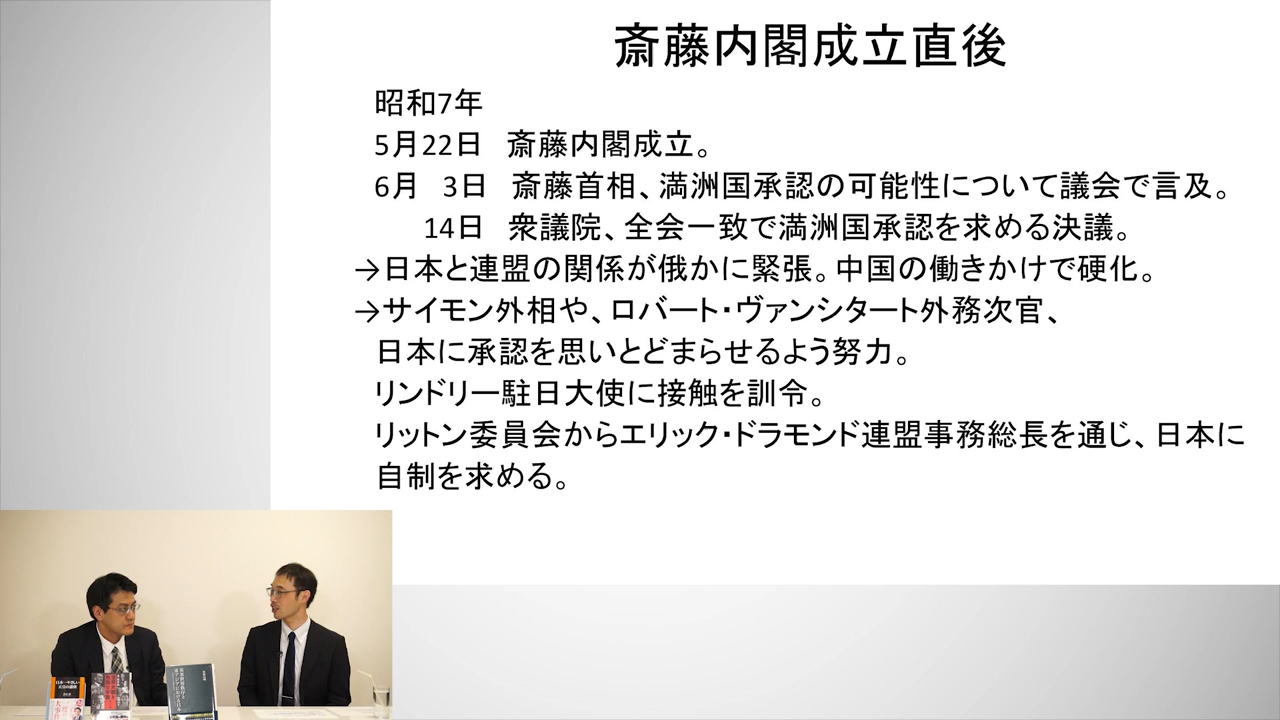 斎藤内閣成立直後
昭和7年
5月22日 斎藤内閣成立。
6月 3日 斎藤首相、満洲国承認の可能性について議会で言及。
14日 衆議院、全会一致で満洲国承認を求める決議。
→日本と連盟の関係が俄かに緊張。中国の働きかけで硬化。
→サイモン外相や、ロバート・ヴァンシタート外務次官、
日本に承認を思いとどまらせるよう努力。
リンドリー駐日大使に接触を訓令。
リットン委員会からエリック・ドラモンド連盟事務総長を通じ、日本に
自制を求める。